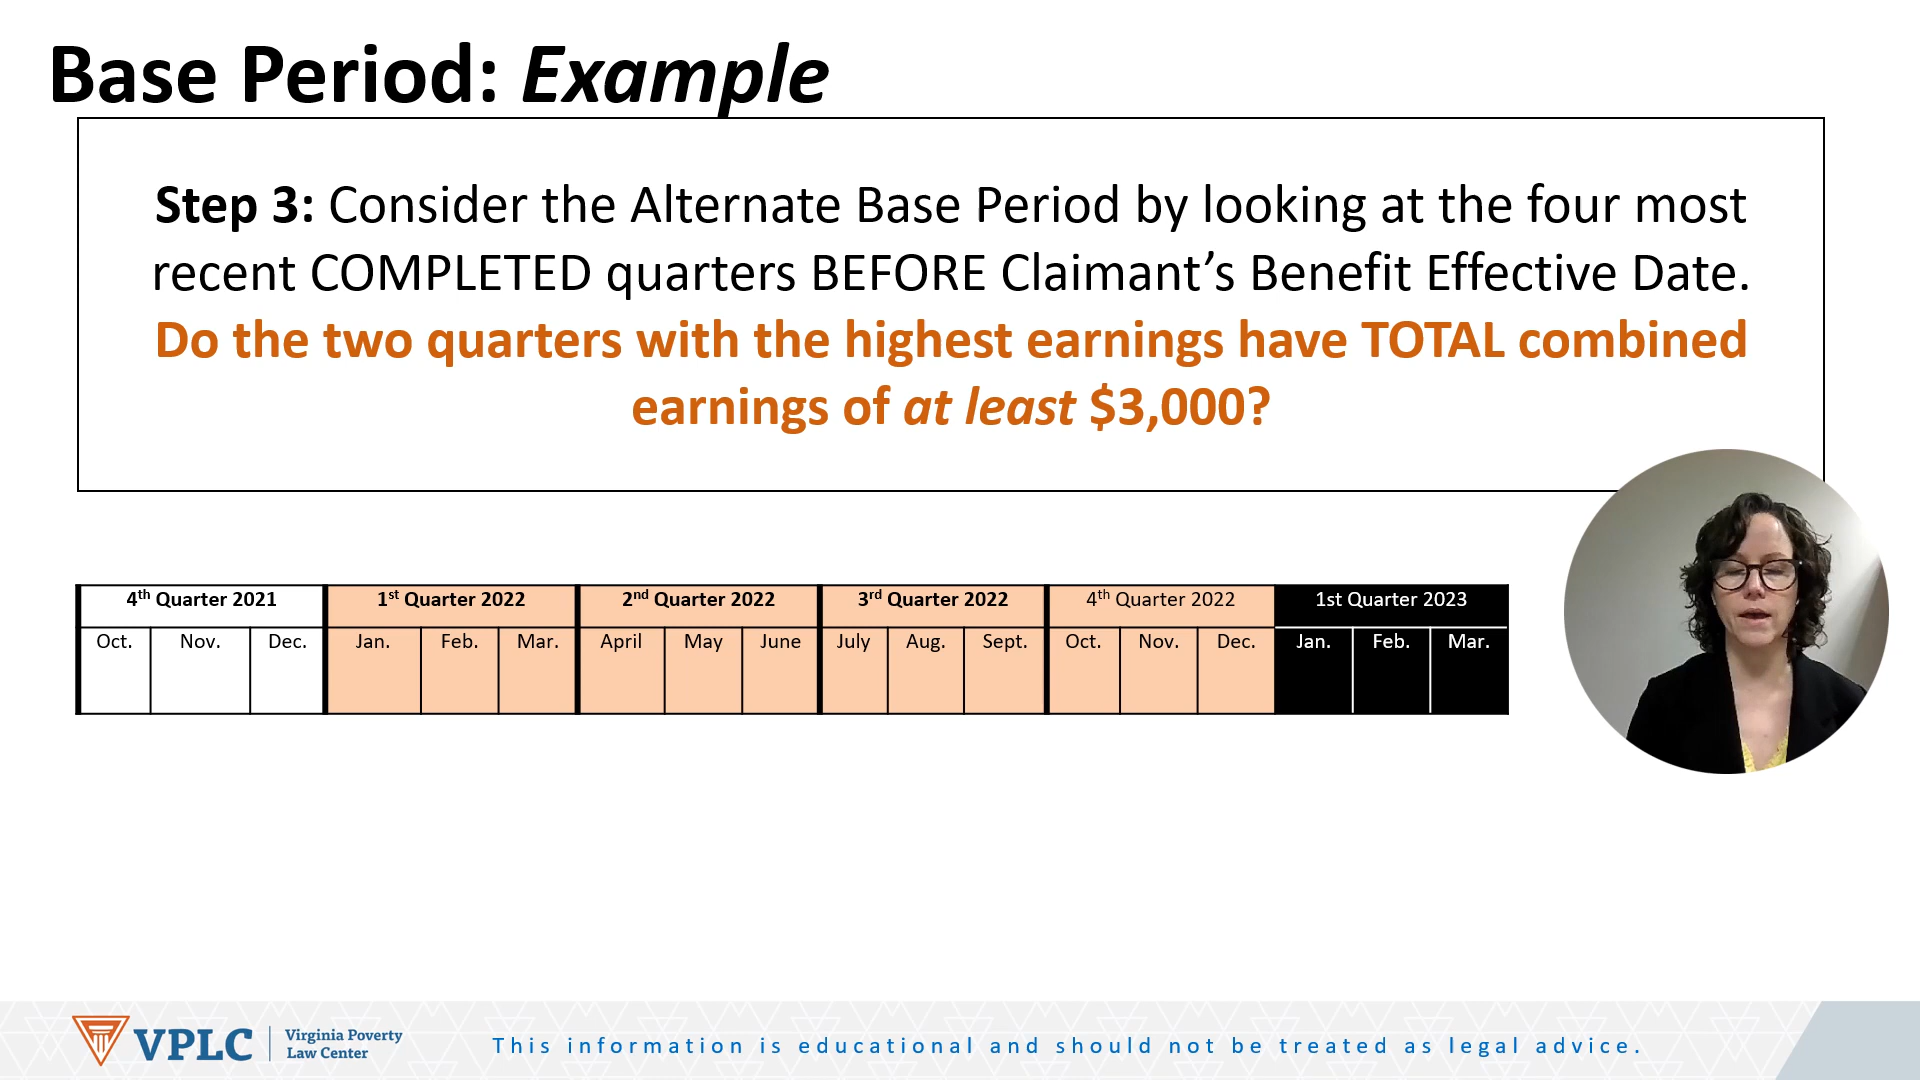 Base Period: Example
Step 3: Consider the Alternate Base Period by looking at the four most
recent COMPLETED quarters BEFORE Claimant’s Benefit Effective Date.
Do the two quarters with the highest earnings have TOTAL combined
earnings of at least $3,000?
4th Quarter 2021 1st Quarter 2022 2nd Quarter 2022 3rd Quarter 2022 4th Quarter 2022 1st Quarter 2023
Oct. Nov. Dec. Jan. Feb. Mar. April May June July Aug. Sept. Oct. Nov. Dec. Jan. Feb. Mar.
VPLC
Virginia Poverty
Law Center
This information is educational and should not be treated as legal advice.